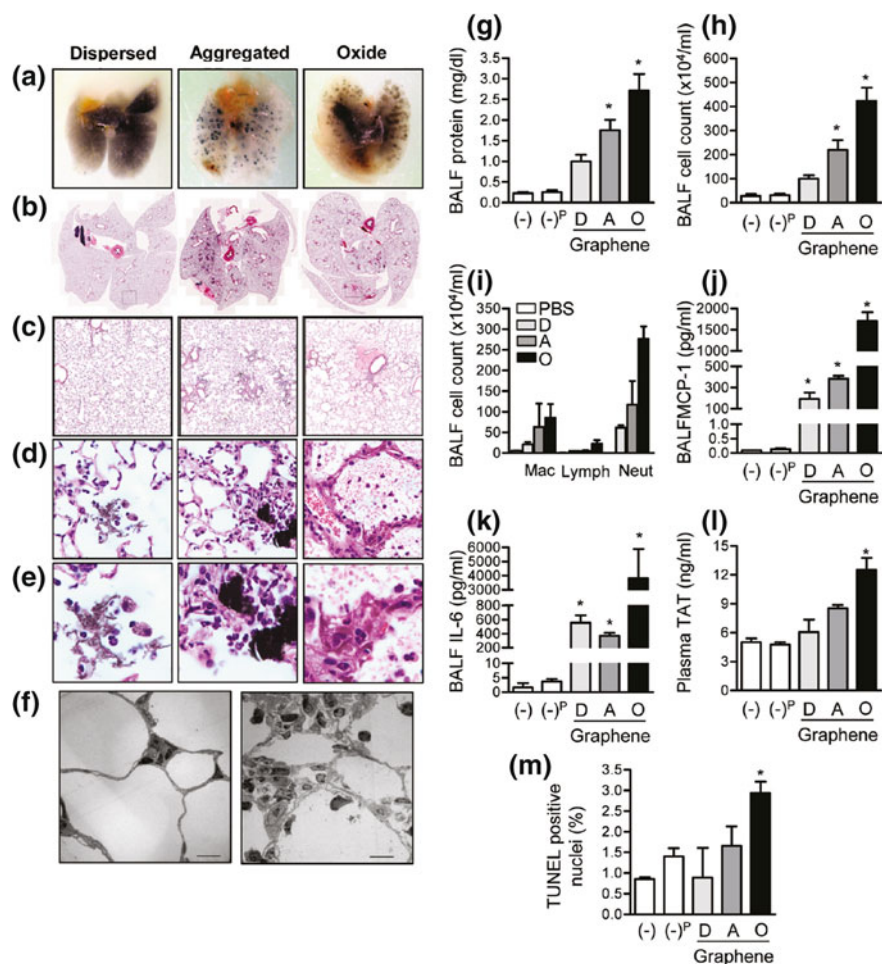 Dispersed Aggregated Oxide
(a)
(b)
(c)
(d)
(e)
(f)
(g)
BALF protein (mg/dl)
3.5
3.0
2.5
2.0
1.5
1.0
0.5
0.0
* *
(-) (-)P D A O
Graphene
(h)
BALF cell count (x10⁴/ml)
600
500
400
300
200
100
0
* *
(-) (-)P D A O
Graphene
(i)
BALF cell count (x10⁴/ml)
350
300
250
200
150
100
50
0
PBS
D
A
O
Mac Lymph Neut
(j)
BALFMCP-1 (pg/ml)
2000
1500
1000
500
300
100
1.0
0.5
0.0
* * *
(-) (-)P D A O
Graphene
(k)
BALF IL-6 (pg/ml)
6000
5000
4000
3000
2000
800
600
400
200
5
0
* * *
(-) (-)P D A O
Graphene
(l)
Plasma TAT (ng/ml)
15
12
9
6
3
0
*
(-) (-)P D A O
Graphene
(m)
TUNEL positive
nuclei (%)
3.5
3.0
2.5
2.0
1.5
1.0
0.5
0.0
*
(-) (-)P D A O
Graphene